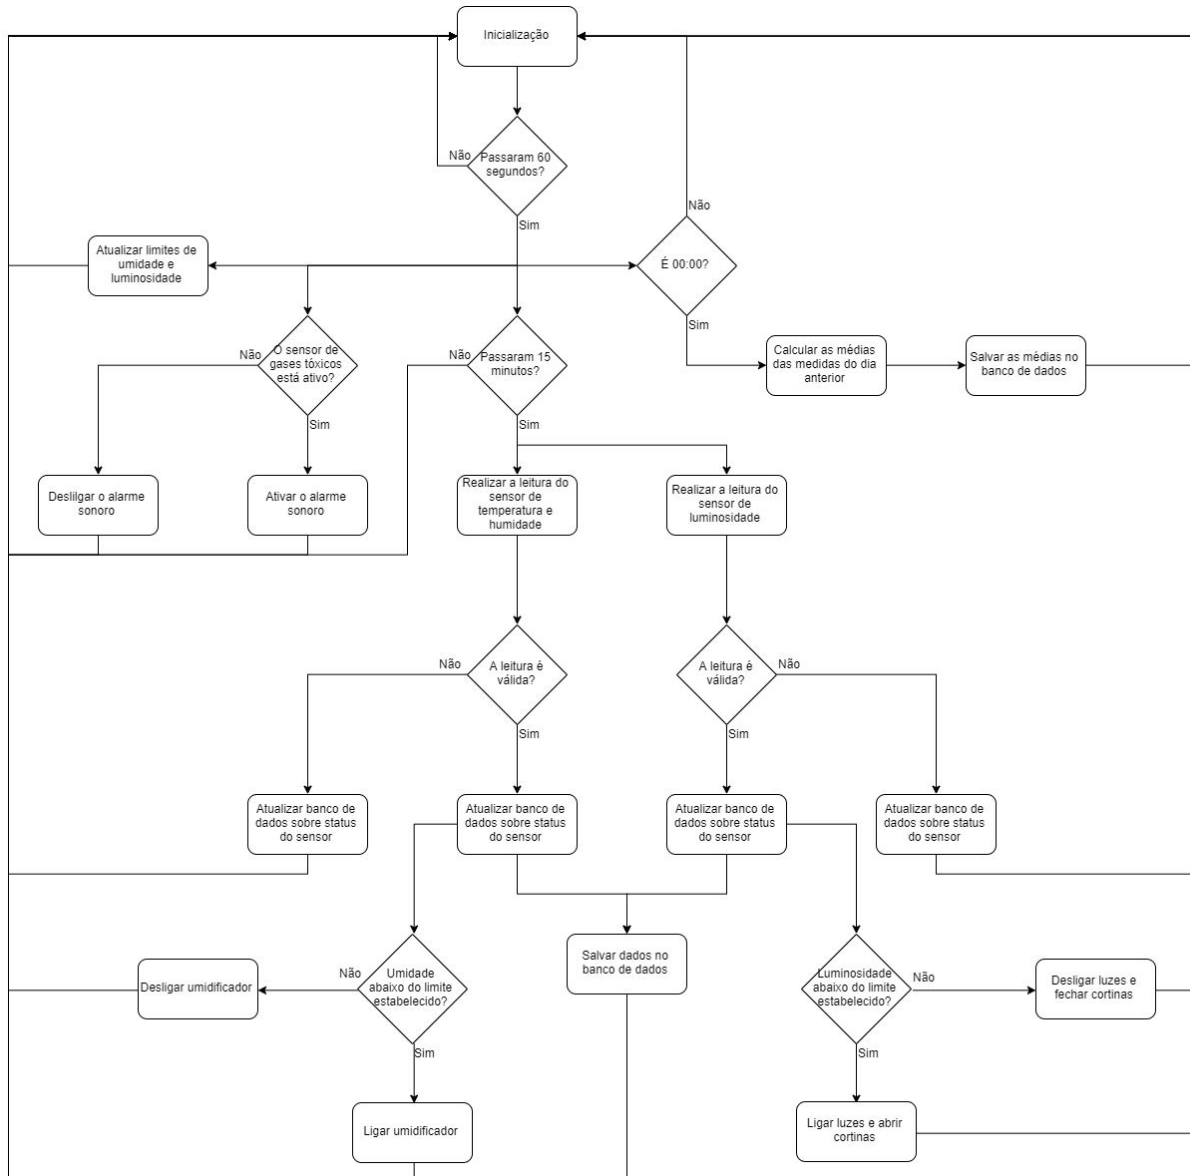 Inicialização
Não
Passaram 60
segundos?
Sim
Não
Atualizar limites de
umidade e
luminosidade
É 00:00?
Sim
Não
O sensor de
gases tóxicos
está ativo?
Não
Passaram 15
minutos?
Calcular as médias
das medidas do dia
anterior
Salvar as médias no
banco de dados
Sim
Sim
Deslilgar o alarme
sonoro
Ativar o alarme
sonoro
Realizar a leitura do
sensor de
temperatura e
humidade
Realizar a leitura do
sensor de
luminosidade
Não
A leitura é
válida?
A leitura é
válida?
Não
Sim
Sim
Atualizar banco de
dados sobre status
do sensor
Atualizar banco de
dados sobre status
do sensor
Atualizar banco de
dados sobre status
do sensor
Atualizar banco de
dados sobre status
do sensor
Desligar umidificador
Não
Umidade
abaixo do limite
estabelecido?
Salvar dados no
banco de dados
Luminosidade
abaixo do limite
estabelecido?
Não
Desligar luzes e
fechar cortinas
Sim
Sim
Ligar umidificador
Ligar luzes e abrir
cortinas